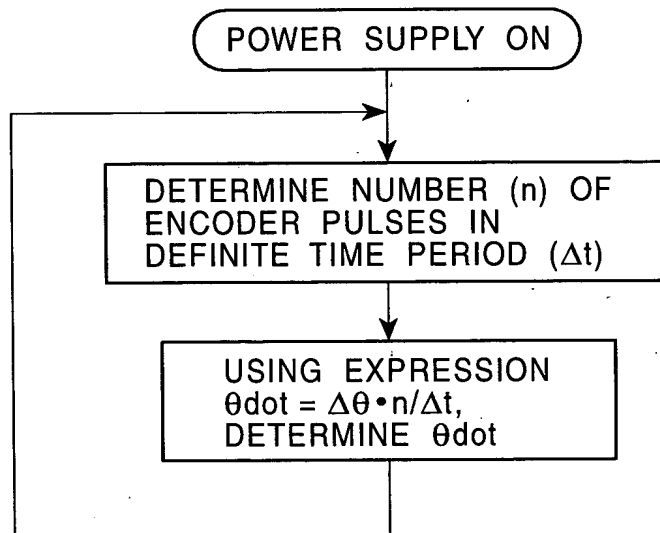 POWER SUPPLY ON
DETERMINE NUMBER (n) OF
ENCODER PULSES IN
DEFINITE TIME PERIOD (Δt)
USING EXPRESSION
θdot = Δθ•n/Δt,
DETERMINE θdot